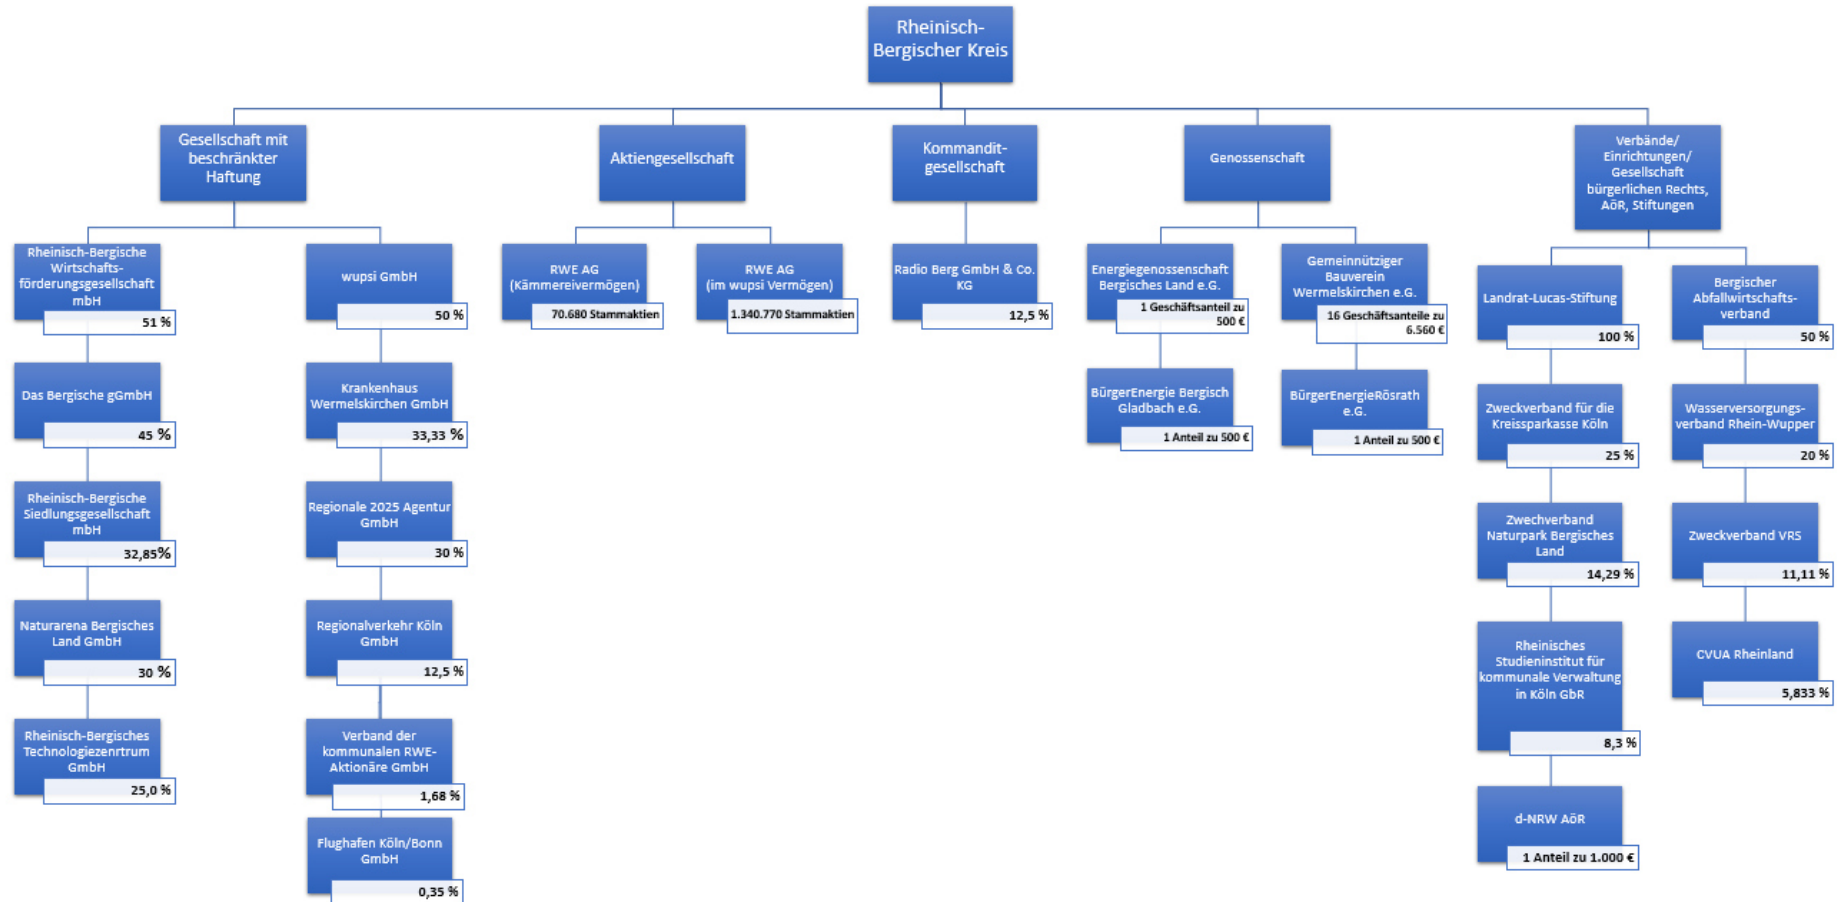 Rheinisch-
Bergischer Kreis
Gesellschaft mit
beschränkter
Haftung
Rheinisch-Bergische
Wirtschafts-
förderungsgesellschaft
mbH
51 %
Das Bergische gGmbH
45 %
Rheinisch-Bergische
Siedlungsgesellschaft
mbH
32,85%
Naturarena Bergisches
Land GmbH
30 %
Rheinisch-Bergisches
Technologiezenrtrum
GmbH
25,0 %
wupsi GmbH
50 %
Krankenhaus
Wermelskirchen GmbH
33,33 %
Regionale 2025 Agentur
GmbH
30 %
Regionalverkehr Köln
GmbH
12,5 %
Verband der
kommunalen RWE-
Aktionäre GmbH
1,68 %
Flughafen Köln/Bonn
GmbH
0,35 %
Aktiengesellschaft
RWE AG
(Kämmereivermögen)
70.680 Stammaktien
RWE AG
(im wupsi Vermögen)
1.340.770 Stammaktien
Kommandit-
gesellschaft
Radio Berg GmbH & Co.
KG
12,5 %
Genossenschaft
Energiegenossenschaft
Bergisches Land e.G.
1 Geschäftsanteil zu
500 €
BürgerEnergie Bergisch
Gladbach e.G.
1 Anteil zu 500 €
Gemeinnütziger
Bauverein
Wermelskirchen e.G.
16 Geschäftsanteile zu
6.560 €
BürgerEnergieRösrath
e.G.
1 Anteil zu 500 €
Verbände/
Einrichtungen/
Gesellschaft
bürgerlichen Rechts,
AöR, Stiftungen
Landrat-Lucas-Stiftung
100 %
Zweckverband für die
Kreissparkasse Köln
25 %
Zwechverband
Naturpark Bergisches
Land
14,29 %
Rheinisches
Studieninstitut für
kommunale Verwaltung
in Köln GbR
8,3 %
d-NRW AöR
1 Anteil zu 1.000 €
Bergischer
Abfallwirtschafts-
verband
50 %
Wasserversorgungs-
verband Rhein-Wupper
20 %
Zweckverband VRS
11,11 %
CVUA Rheinland
5,833 %